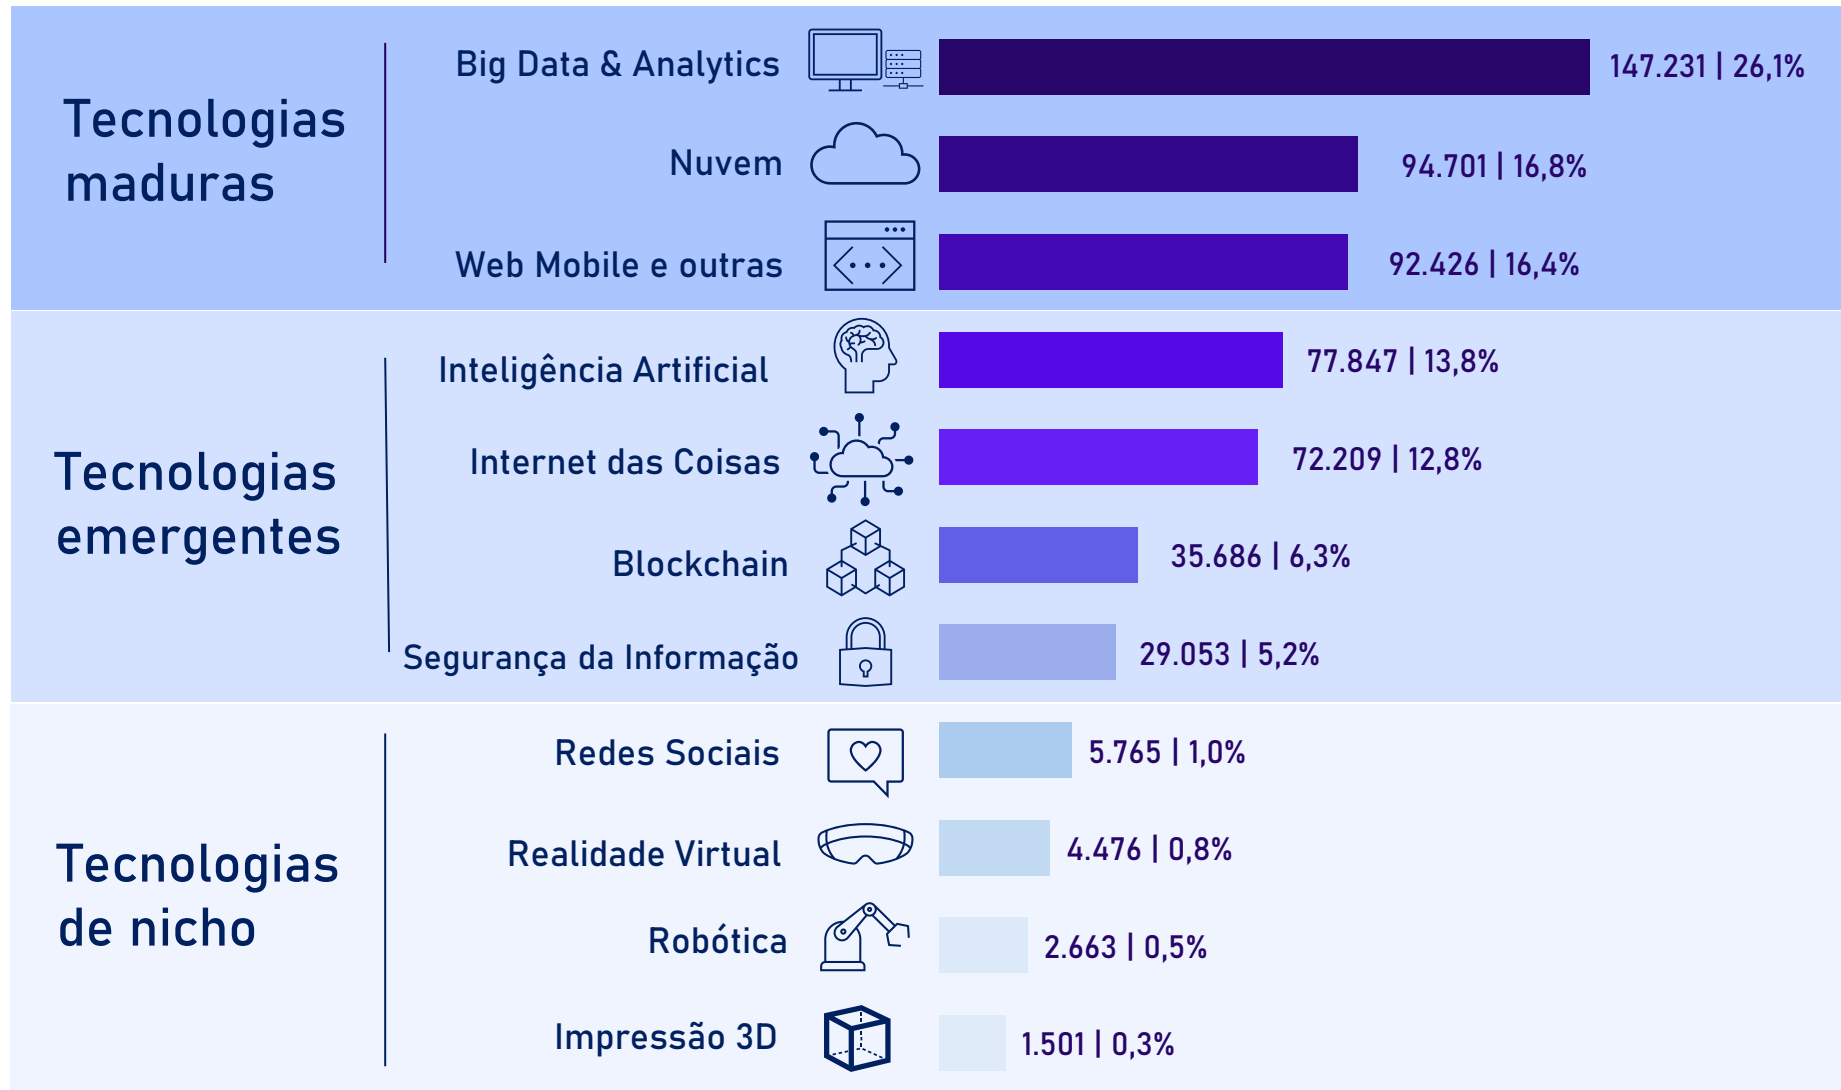 Tecnologias
maduras
Big Data & Analytics 147.231 | 26,1%
Nuvem 94.701 | 16,8%
Web Mobile e outras 92.426 | 16,4%
Tecnologias
emergentes
Inteligência Artificial 77.847 | 13,8%
Internet das Coisas 72.209 | 12,8%
Blockchain 35.686 | 6,3%
Segurança da Informação 29.053 | 5,2%
Tecnologias
de nicho
Redes Sociais 5.765 | 1,0%
Realidade Virtual 4.476 | 0,8%
Robótica 2.663 | 0,5%
Impressão 3D 1.501 | 0,3%